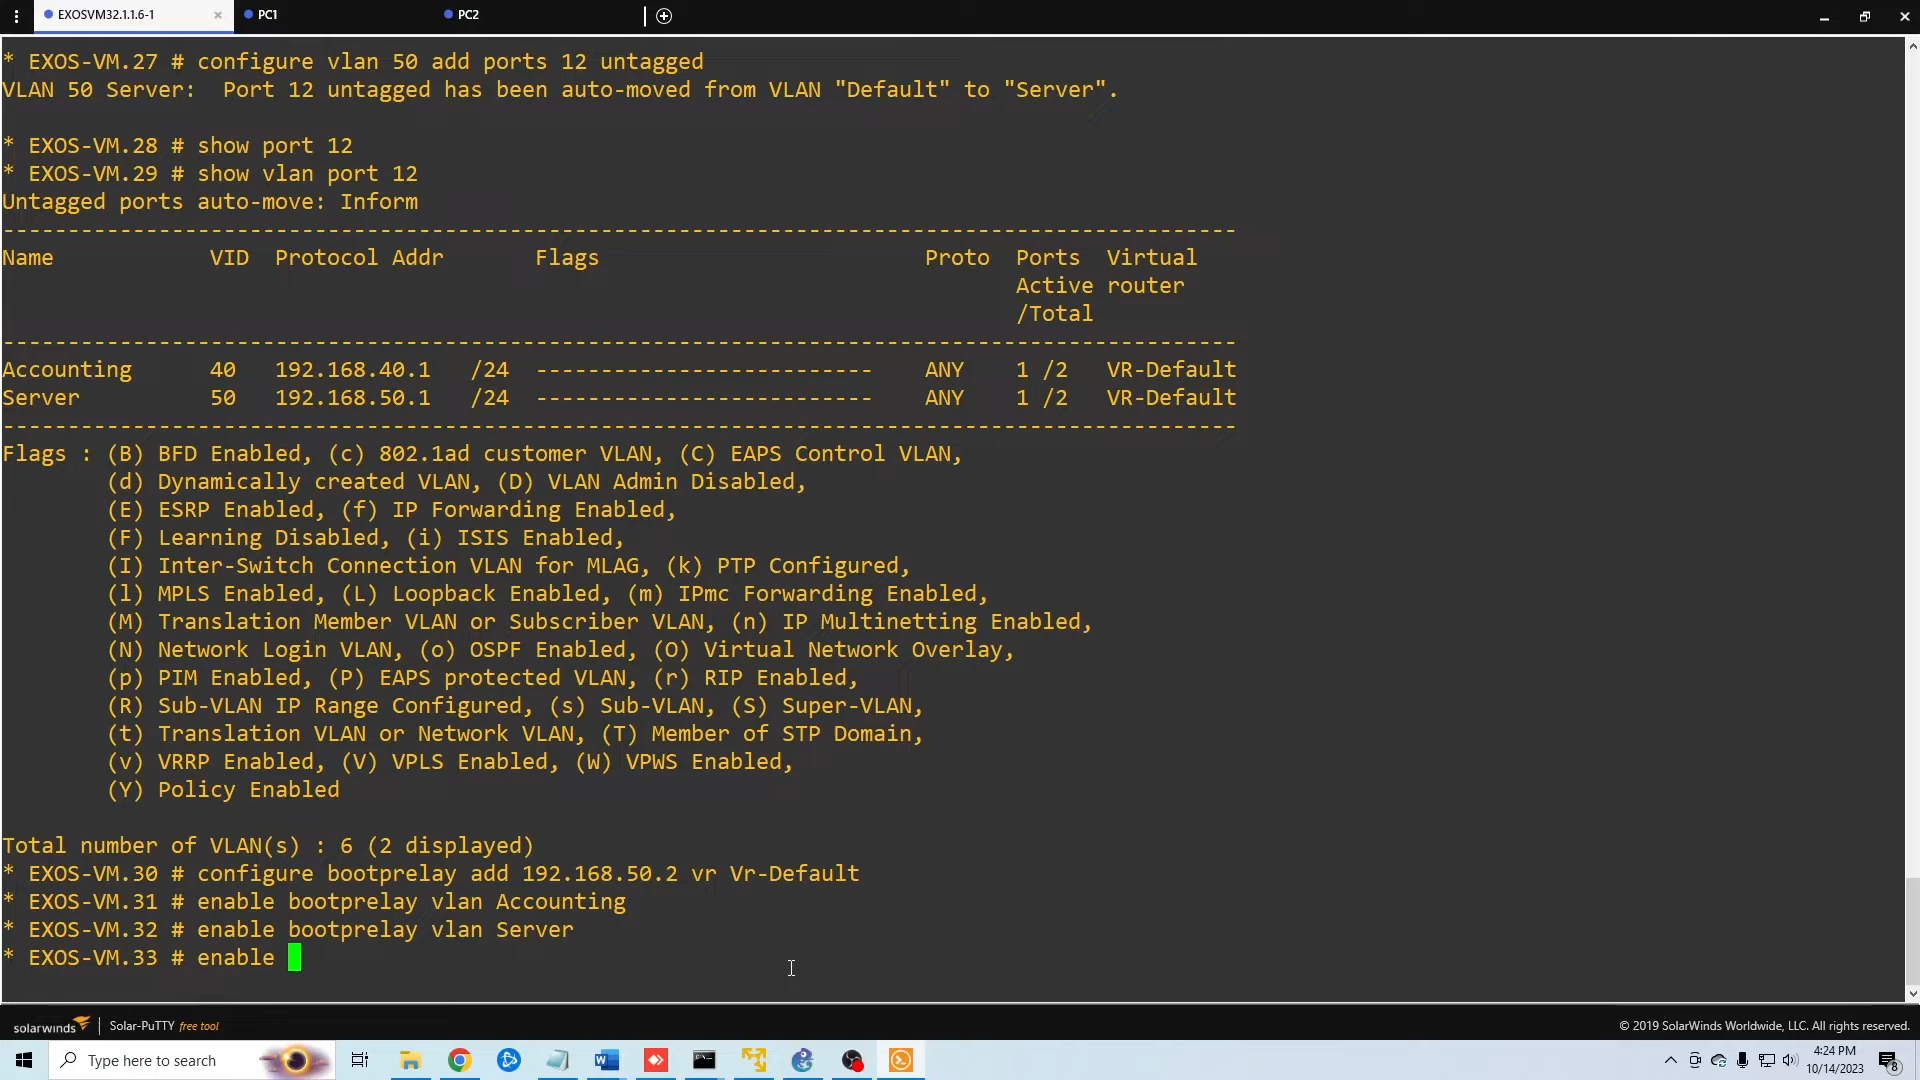 EXOSVM32.1.1.6-1 × PC1 PC2
* EXOS-VM.27 # configure vlan 50 add ports 12 untagged
VLAN 50 Server:  Port 12 untagged has been auto-moved from VLAN "Default" to "Server".
* EXOS-VM.28 # show port 12
* EXOS-VM.29 # show vlan port 12
Untagged ports auto-move: Inform
-----------------------------------------------------------------------------------------------
Name            VID  Protocol Addr       Flags                         Proto  Ports  Virtual
Active router
/Total
-----------------------------------------------------------------------------------------------
Accounting      40   192.168.40.1   /24  --------------------------    ANY    1 /2   VR-Default
Server          50   192.168.50.1   /24  --------------------------    ANY    1 /2   VR-Default
-----------------------------------------------------------------------------------------------
Flags : (B) BFD Enabled, (c) 802.1ad customer VLAN, (C) EAPS Control VLAN,
(d) Dynamically created VLAN, (D) VLAN Admin Disabled,
(E) ESRP Enabled, (f) IP Forwarding Enabled,
(F) Learning Disabled, (i) ISIS Enabled,
(I) Inter-Switch Connection VLAN for MLAG, (k) PTP Configured,
(l) MPLS Enabled, (L) Loopback Enabled, (m) IPmc Forwarding Enabled,
(M) Translation Member VLAN or Subscriber VLAN, (n) IP Multinetting Enabled,
(N) Network Login VLAN, (o) OSPF Enabled, (O) Virtual Network Overlay,
(p) PIM Enabled, (P) EAPS protected VLAN, (r) RIP Enabled,
(R) Sub-VLAN IP Range Configured, (s) Sub-VLAN, (S) Super-VLAN,
(t) Translation VLAN or Network VLAN, (T) Member of STP Domain,
(v) VRRP Enabled, (V) VPLS Enabled, (W) VPWS Enabled,
(Y) Policy Enabled
Total number of VLAN(s) : 6 (2 displayed)
* EXOS-VM.30 # configure bootprelay add 192.168.50.2 vr Vr-Default
* EXOS-VM.31 # enable bootprelay vlan Accounting
* EXOS-VM.32 # enable bootprelay vlan Server
* EXOS-VM.33 # enable
solarwinds | Solar-PuTTY free tool © 2019 SolarWinds Worldwide, LLC. All rights reserved.
Type here to search
4:24 PM
10/14/2023
8